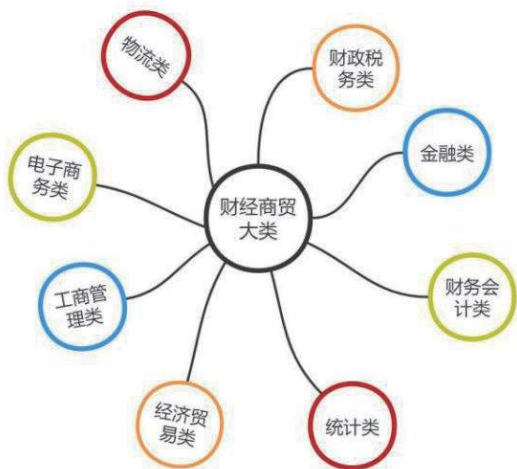 物流类
财政税
务类
金融类
电子商
务类
财经商贸
大类
工商管
理类
财务会
计类
经济贸
易类
统计类